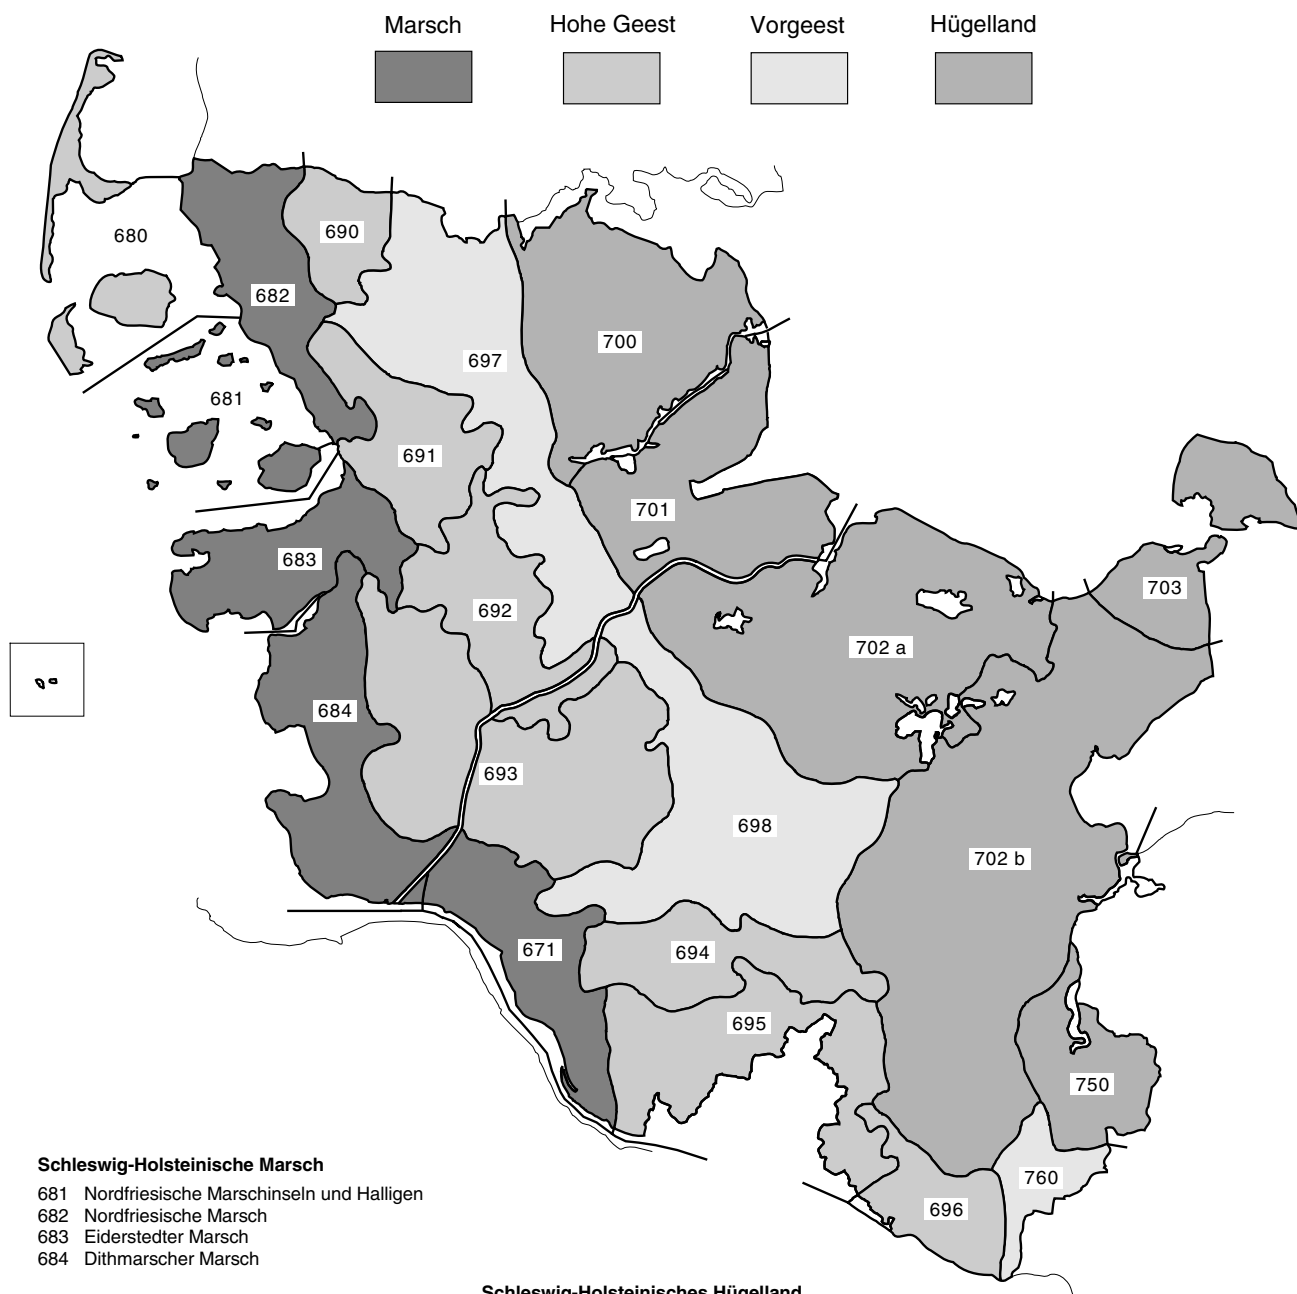 Marsch Hohe Geest Vorgeest Hügelland
680
690
682
697
700
681
691
701
683
692
703
702 a
684
693
698
702 b
671
694
695
750
760
696
Schleswig-Holsteinische Marsch
681 Nordfriesische Marschinseln und Halligen
682 Nordfriesische Marsch
683 Eiderstedter Marsch
684 Dithmarscher Marsch
Schleswig-Holsteinisches Hügelland